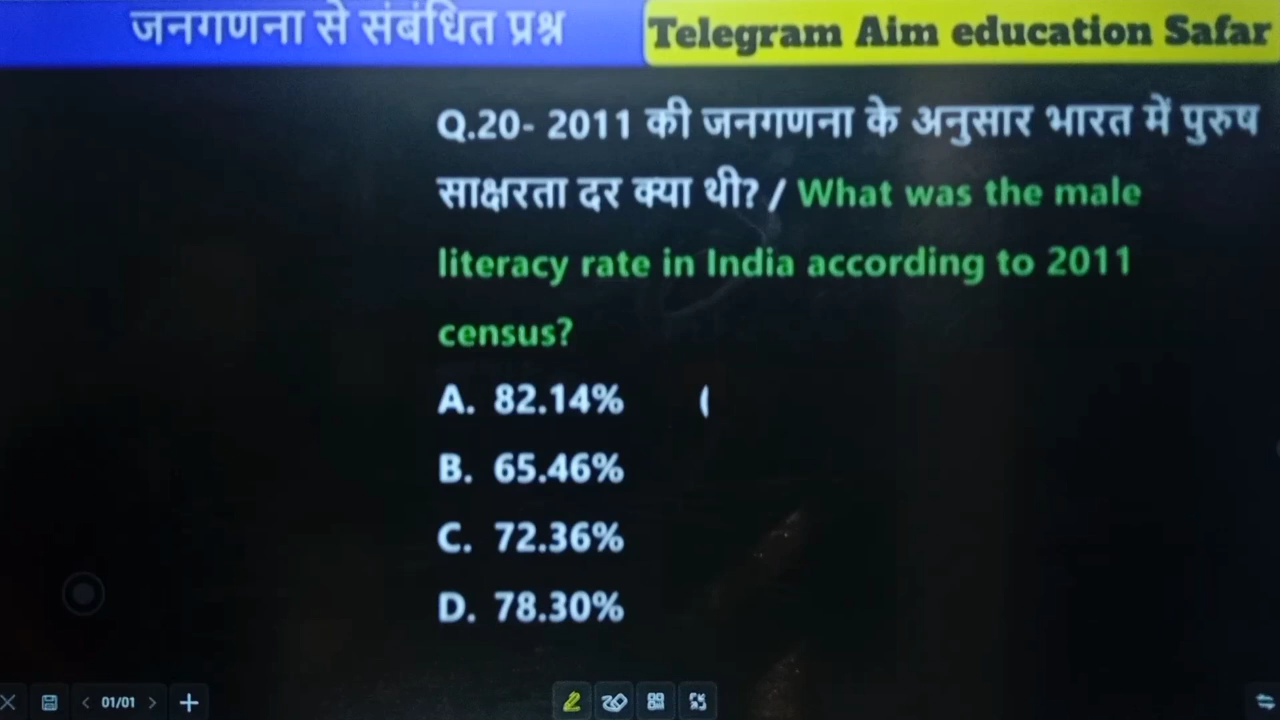 जनगणना से संबंधित प्रश्न
Telegram Aim education Safar
Q.20- 2011 की जनगणना के अनुसार भारत में पुरुष
साक्षरता दर क्या थी? / What was the male
literacy rate in India according to 2011
census?
A. 82.14% (
B. 65.46%
C. 72.36%
D. 78.30%
01/01